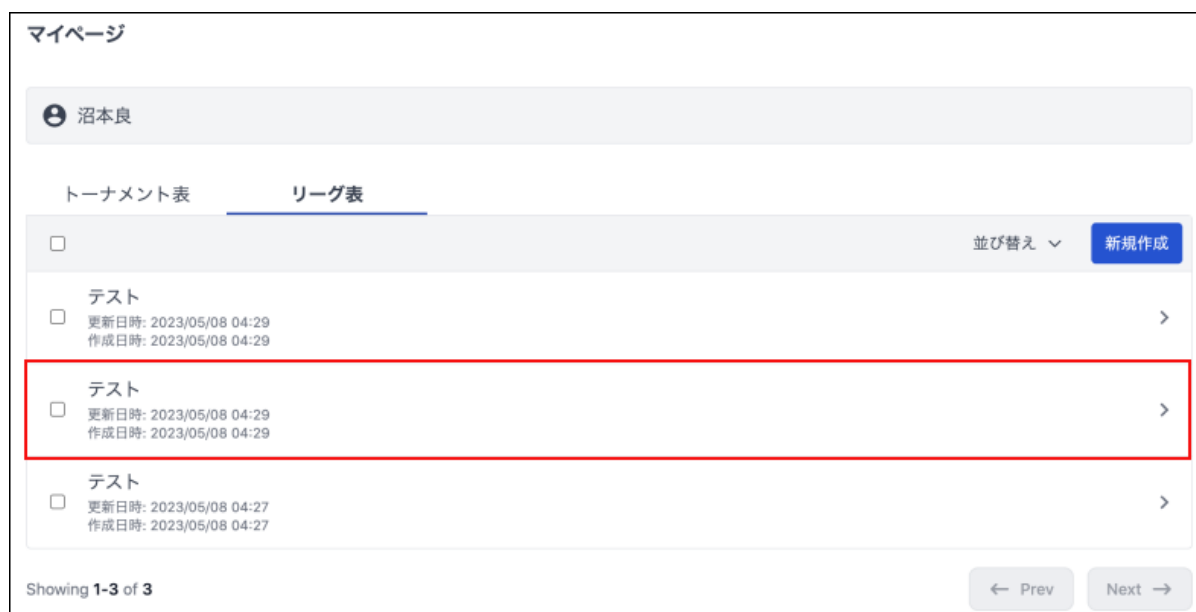 マイページ
沼本良
トーナメント表 リーグ表
並び替え 新規作成
テスト
更新日時: 2023/05/08 04:29
作成日時: 2023/05/08 04:29
テスト
更新日時: 2023/05/08 04:29
作成日時: 2023/05/08 04:29
テスト
更新日時: 2023/05/08 04:27
作成日時: 2023/05/08 04:27
Showing 1-3 of 3 ← Prev Next →